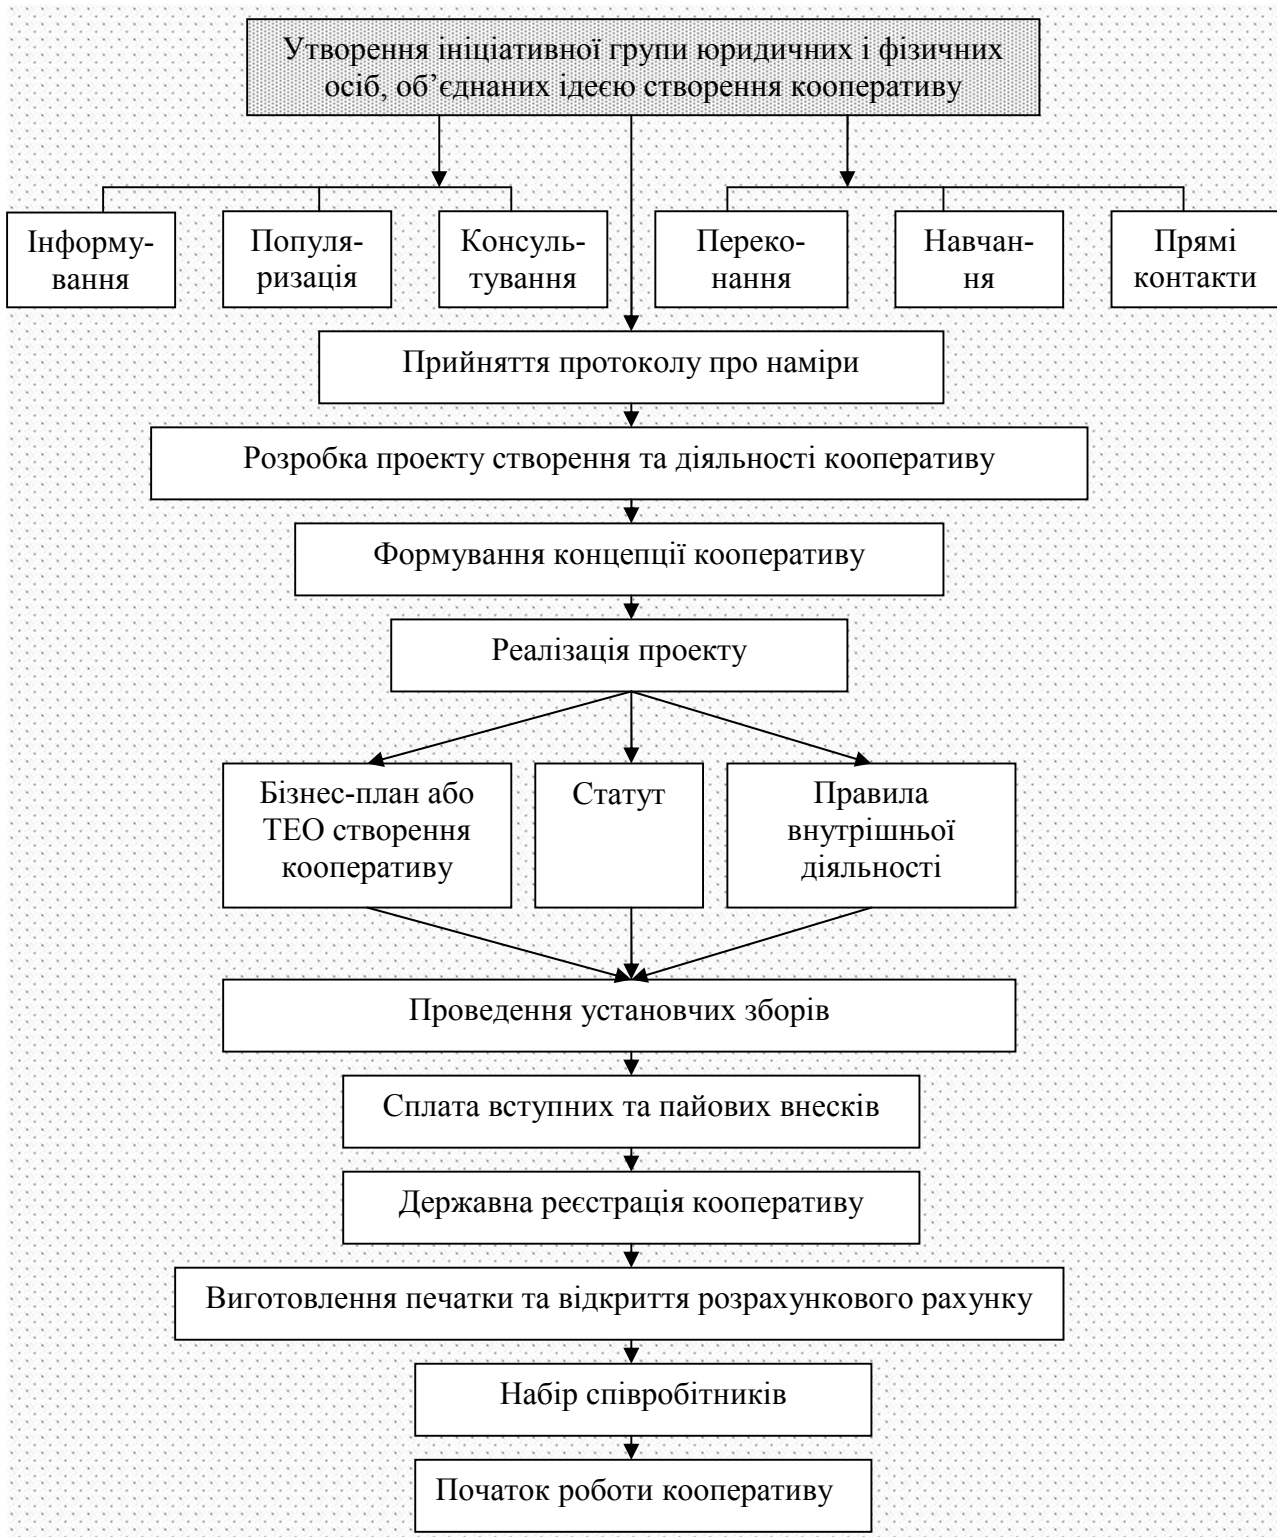 Утворення ініціативної групи юридичних і фізичних
осіб, об’єднаних ідеєю створення кооперативу
Інформу-
вання
Популя-
ризація
Консуль-
тування
Переко-
нання
Навчан-
ня
Прямі
контакти
Прийняття протоколу про наміри
Розробка проекту створення та діяльності кооперативу
Формування концепції кооперативу
Реалізація проекту
Бізнес-план або
ТЕО створення
кооперативу
Статут
Правила
внутрішньої
діяльності
Проведення установчих зборів
Сплата вступних та пайових внесків
Державна реєстрація кооперативу
Виготовлення печатки та відкриття розрахункового рахунку
Набір співробітників
Початок роботи кооперативу